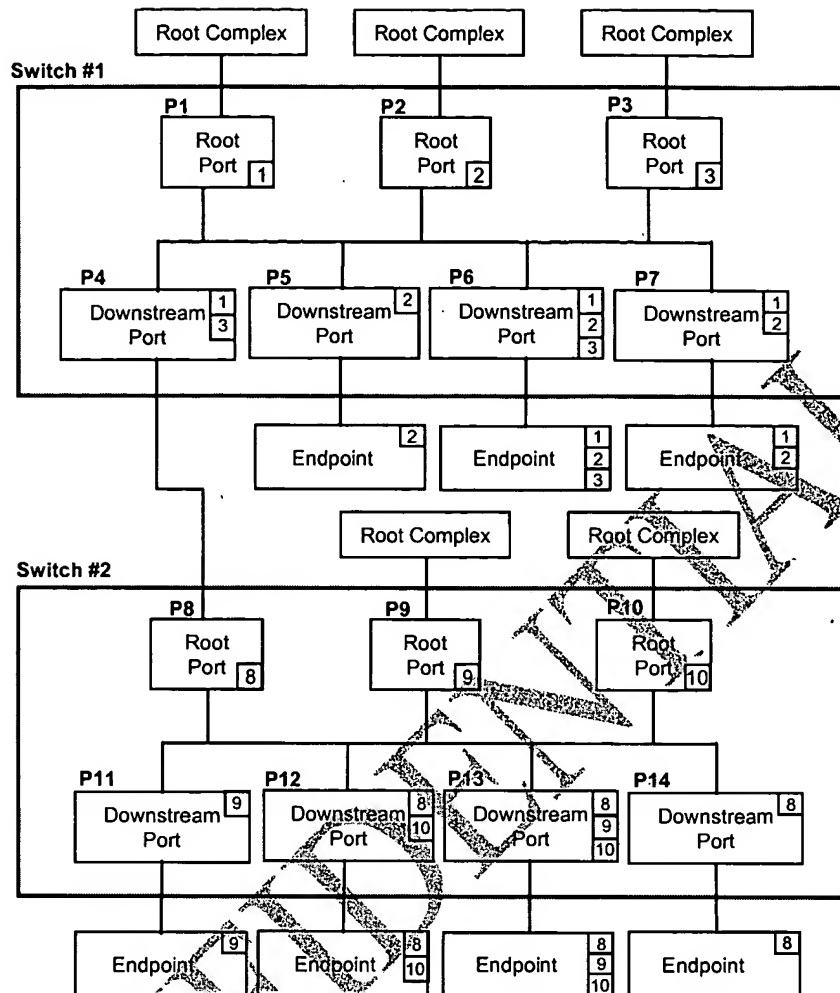 Root Complex
Root Complex
Root Complex
Switch #1
P1
P2
P3
Root
Port
1
Root
Port
2
Root
Port
3
P4
P5
P6
P7
Downstream
Port
1
3
Downstream
Port
2
Downstream
Port
1
2
3
Downstream
Port
1
2
Endpoint
2
Endpoint
1
2
3
Endpoint
1
2
Root Complex
Root Complex
Switch #2
P8
P9
P10
Root
Port
8
Root
Port
9
Root
Port
10
P11
P12
P13
P14
Downstream
Port
9
Downstream
Port
8
10
Downstream
Port
8
9
10
Downstream
Port
8
Endpoint
9
Endpoint
8
10
Endpoint
8
9
10
Endpoint
8